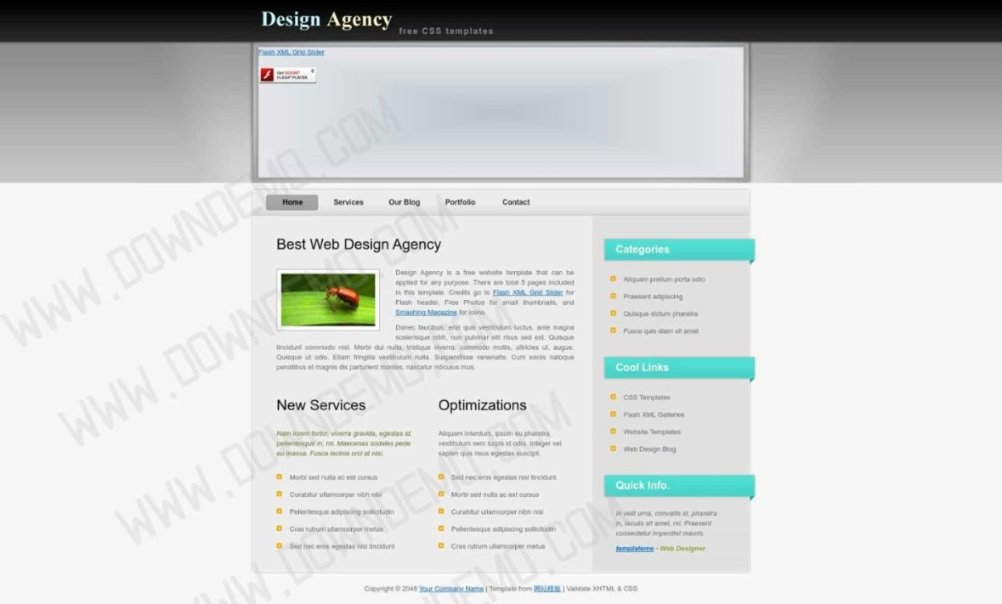 Design Agency
free CSS templates
Flash XML Grid Slider
Get ADOBE®
FLASH® PLAYER
Home Services Our Blog Portfolio Contact
Best Web Design Agency
Design Agency is a free website template that can be
applied for any purpose. There are total 5 pages included
in this template. Credits go to Flash XML Grid Slider for
Flash header, Free Photos for small thumbnails, and
Smashing Magazine for icons.
Donec faucibus, erat quis vestibulum luctus, ante magna
scelerisque nibh, non pulvinar elit risus sed est. Quisque
tincidunt commodo nisl. Morbi dui nulla, tristique viverra, commodo mollis, ultricies ut, augue.
Quisque ut odio. Etiam fringilla vestibulum nulla. Suspendisse venenatis. Cum sociis natoque
penatibus et magnis dis parturient montes, nascetur ridiculus mus.
New Services
Nam lorem tortor, viverra gravida, egestas id,
pellentesque in, mi. Maecenas sodales pede
eu massa. Fusce lacinia orci at nisi.
Morbi sed nulla ac est cursus
Curabitur ullamcorper nibh nisl
Pellentesque adipiscing sollicitudin
Cras rutrum ullamcorper metus
Sed nec eros egestas nisl tincidunt
Optimizations
Aliquam interdum, ipsum eu pharetra
vestibulum sem turpis id odio, integer vel
sapien quis risus egestas suscipit.
Sed nec eros egestas nisl tincidunt
Morbi sed nulla ac est cursus
Curabitur ullamcorper nibh nisl
Pellentesque adipiscing sollicitudin
Cras rutrum ullamcorper metus
Categories
Aliquam pretium porta odio
Praesent adipiscing
Quisque dictum pharetra
Fusce quis diam sit amet
Cool Links
CSS Templates
Flash XML Galleries
Website Templates
Web Design Blog
Quick Info.
In velit urna, convallis id, pharetra
in, iaculis sit amet, mi. Praesent
consectetur imperdiet mauris.
templatemo - Web Designer
Copyright © 2048 Your Company Name | Template from 网站模板 | Validate XHTML & CSS
WWW.DOWNDEMO.COM
WWW.DOWNDEMO.COM
WWW.DOWNDEMO.COM
WWW.DOWNDEMO.COM